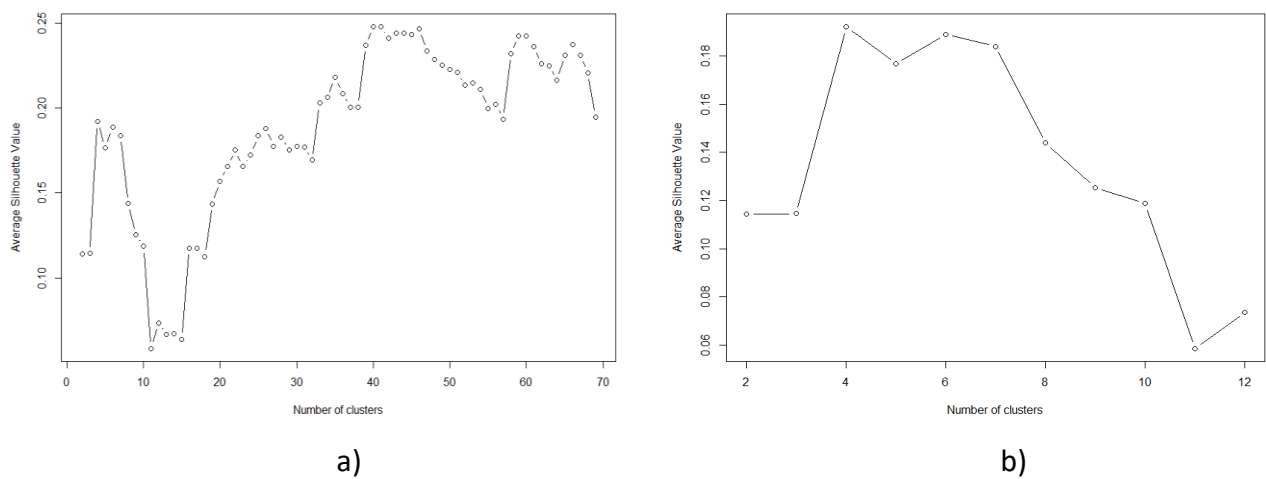 0.25
0.20
0.15
0.10
Average Silhouette Value
0 10 20 30 40 50 60 70
Number of clusters
a)
0.18
0.16
0.14
0.12
0.10
0.08
0.06
Average Silhouette Value
2 4 6 8 10 12
Number of clusters
b)